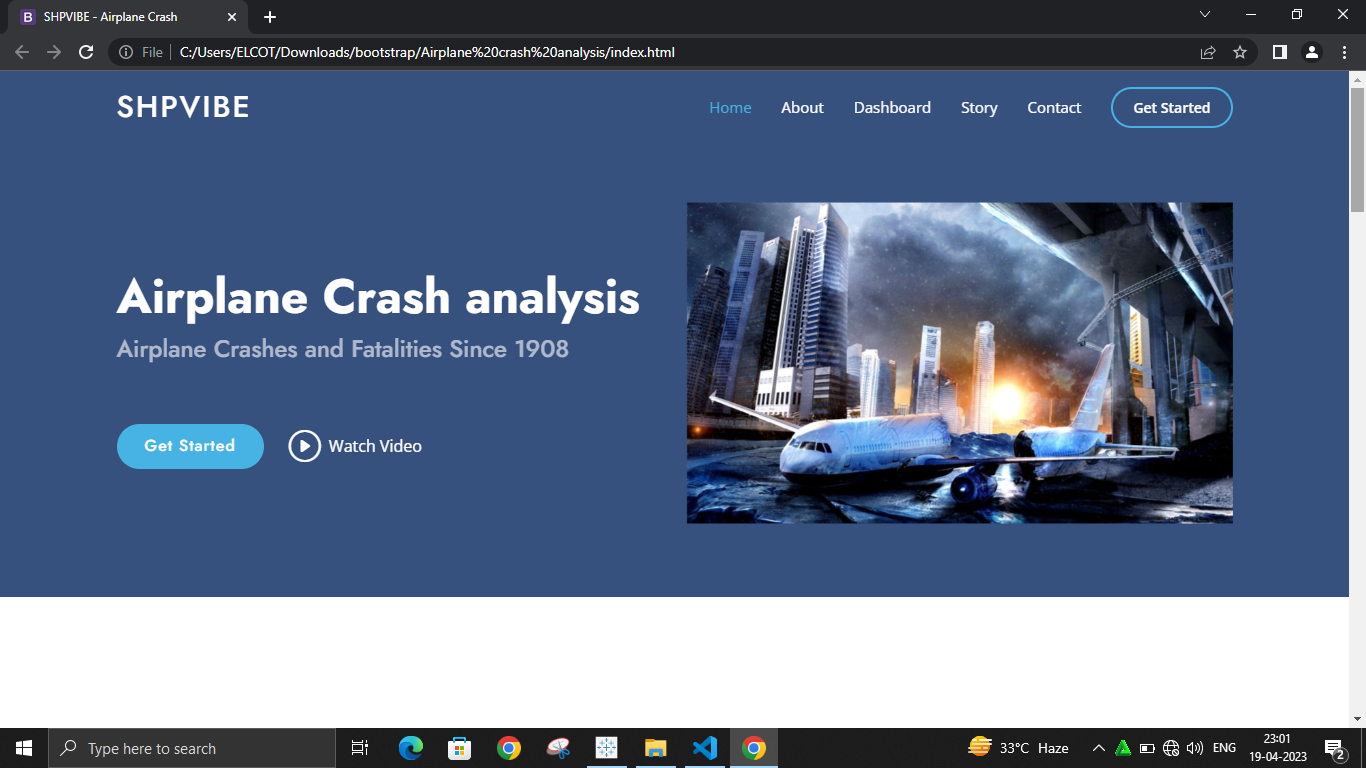 SHPVIBE - Airplane Crash
File C:/Users/ELCOT/Downloads/bootstrap/Airplane%20crash%20analysis/index.html
SHPVIBE
Home About Dashboard Story Contact Get Started
Airplane Crash analysis
Airplane Crashes and Fatalities Since 1908
Get Started Watch Video
Type here to search
33°C Haze
ENG
23:01
19-04-2023
2